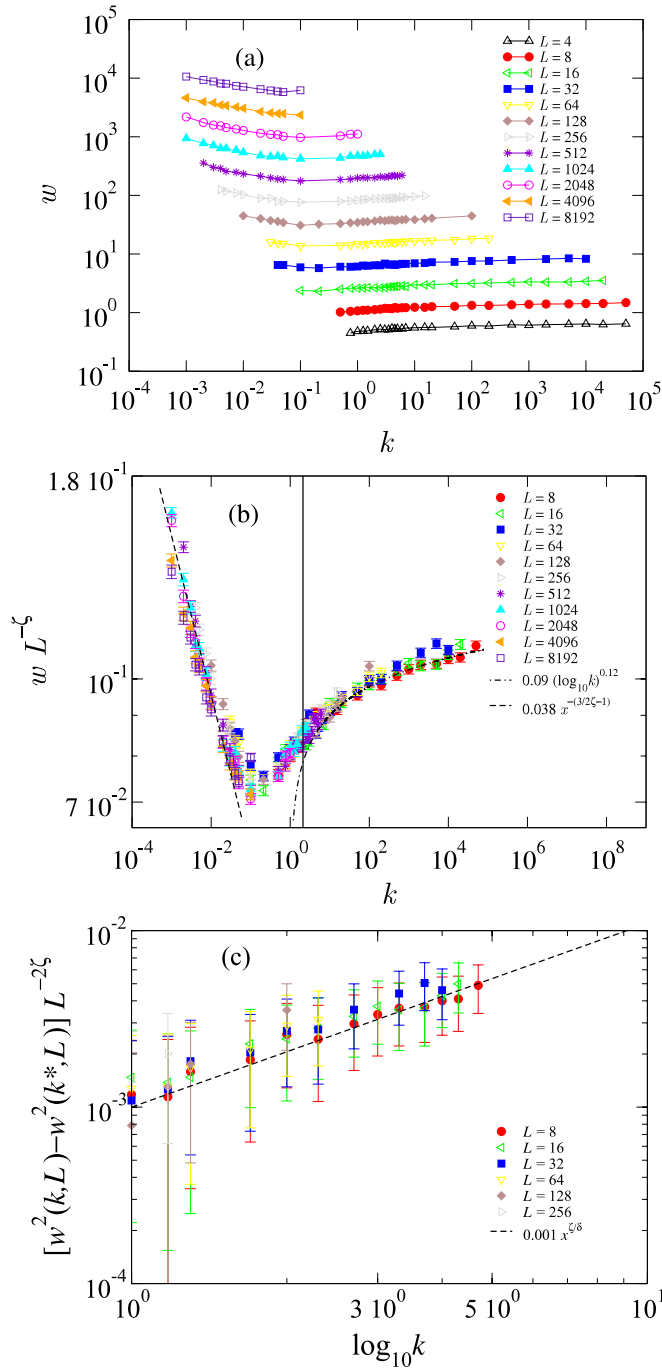 (a)
10^5
10^4
10^3
10^2
10^1
10^0
10^-1
w
L = 4
L = 8
L = 16
L = 32
L = 64
L = 128
L = 256
L = 512
L = 1024
L = 2048
L = 4096
L = 8192
10^-4 10^-3 10^-2 10^-1 10^0 10^1 10^2 10^3 10^4 10^5
k
(b)
1.8 10^-1
10^-1
7 10^-2
w L^-ζ
L = 8
L = 16
L = 32
L = 64
L = 128
L = 256
L = 512
L = 1024
L = 2048
L = 4096
L = 8192
0.09 (log10 k)^0.12
0.038 x^-(3/2ζ-1)
10^-4 10^-2 10^0 10^2 10^4 10^6
k
(c)
10^-2
10^-3
10^-4
[w^2(k,L)−w^2(k*,L)] L^-2ζ
L = 8
L = 16
L = 32
L = 64
L = 128
L = 256
0.001 x^ζ/δ
10^0 3 10^0 5 10^0 10^1
log10 k